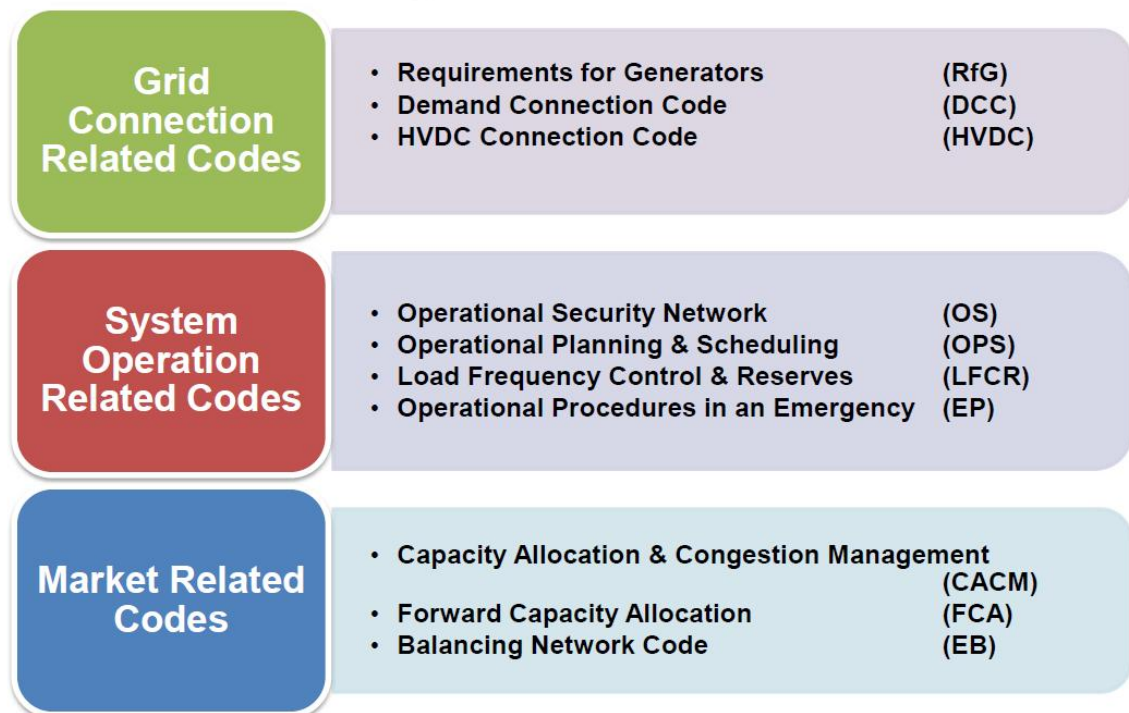 Grid
Connection
Related Codes
• Requirements for Generators (RfG)
• Demand Connection Code (DCC)
• HVDC Connection Code (HVDC)
System
Operation
Related Codes
• Operational Security Network (OS)
• Operational Planning & Scheduling (OPS)
• Load Frequency Control & Reserves (LFCR)
• Operational Procedures in an Emergency (EP)
Market Related
Codes
• Capacity Allocation & Congestion Management
(CACM)
• Forward Capacity Allocation (FCA)
• Balancing Network Code (EB)